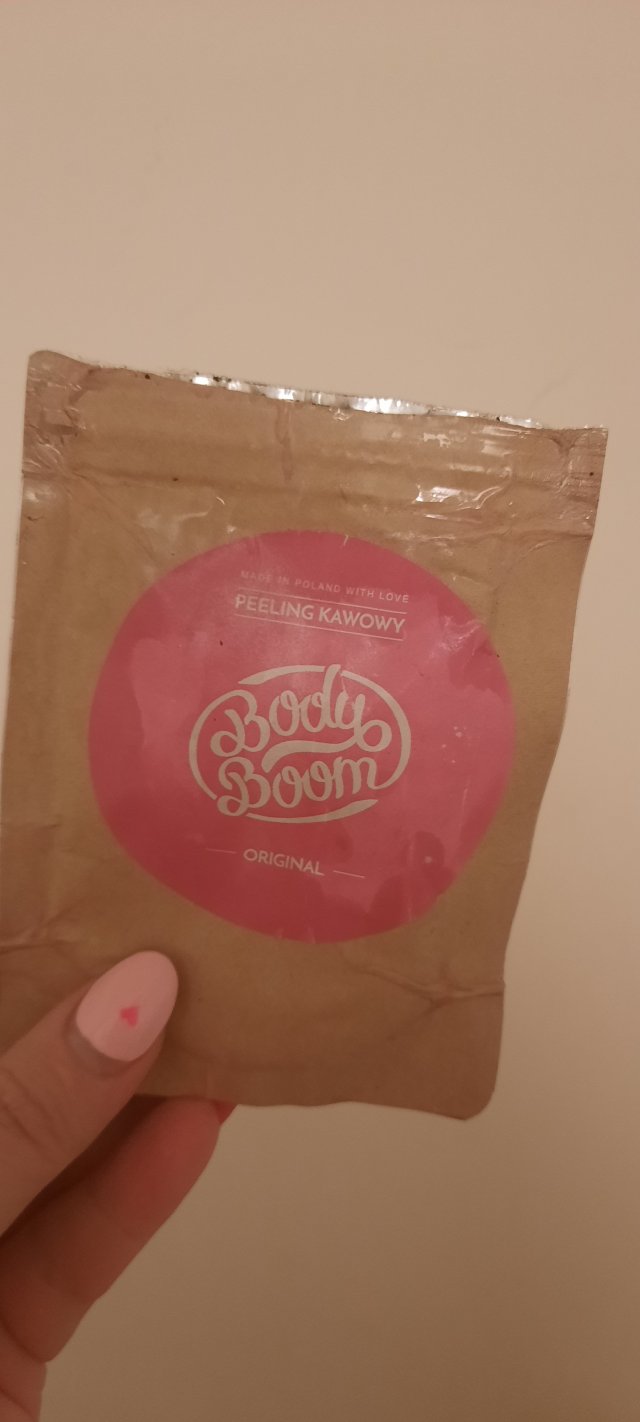 MADE IN POLAND WITH LOVE
PEELING KAWOWY
Body
Boom
ORIGINAL